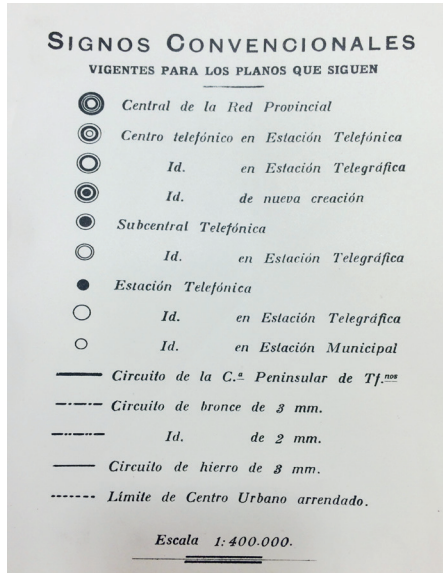 SIGNOS CONVENCIONALES
VIGENTES PARA LOS PLANOS QUE SIGUEN
Central de la Red Provincial
Centro telefónico en Estación Telefónica
Id. en Estación Telegráfica
Id. de nueva creación
Subcentral Telefónica
Id. en Estación Telegráfica
Estación Telefónica
Id. en Estación Telegráfica
Id. en Estación Municipal
Circuito de la C.ª Peninsular de Tf.nos
Circuito de bronce de 3 mm.
Id. de 2 mm.
Circuito de hierro de 3 mm.
Límite de Centro Urbano arrendado.
Escala 1:400.000.